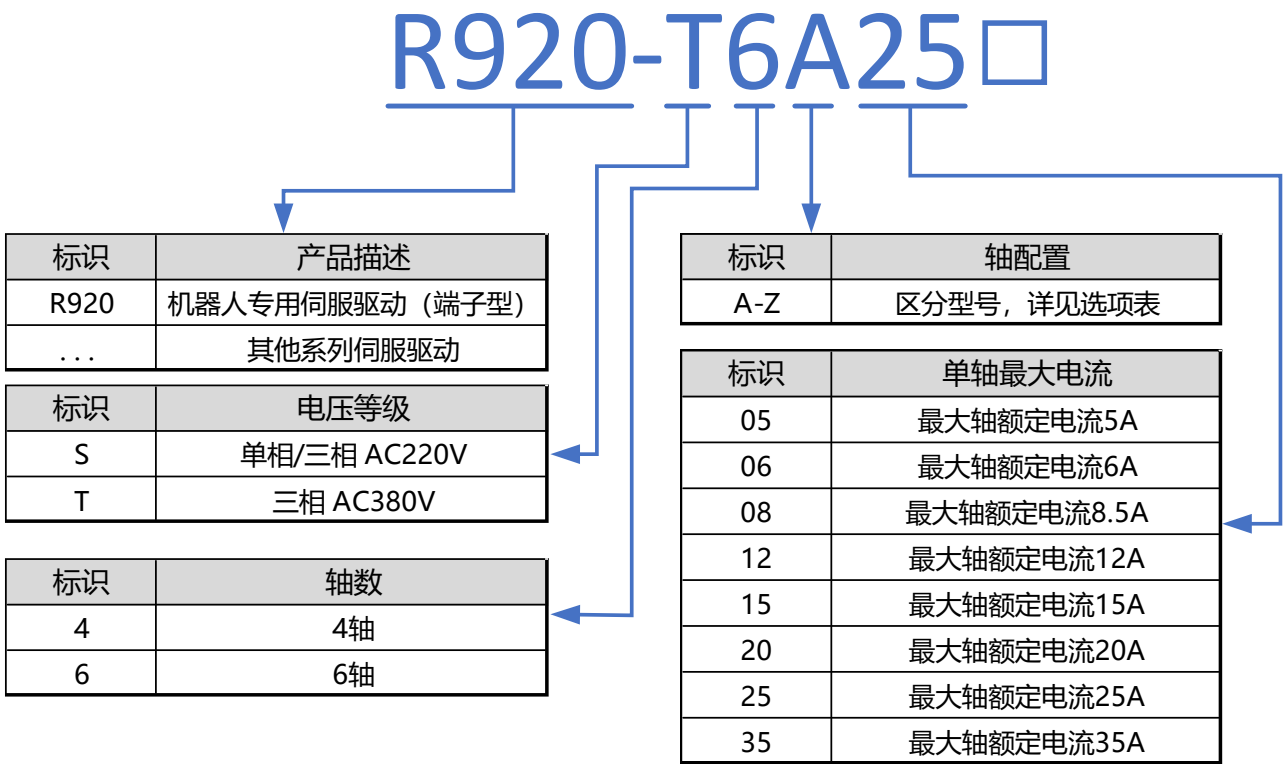 R920-T6A25□
标识 产品描述
R920 机器人专用伺服驱动（端子型）
... 其他系列伺服驱动
标识 电压等级
S 单相/三相 AC220V
T 三相 AC380V
标识 轴数
4 4轴
6 6轴
标识 轴配置
A-Z 区分型号，详见选项表
标识 单轴最大电流
05 最大轴额定电流5A
06 最大轴额定电流6A
08 最大轴额定电流8.5A
12 最大轴额定电流12A
15 最大轴额定电流15A
20 最大轴额定电流20A
25 最大轴额定电流25A
35 最大轴额定电流35A